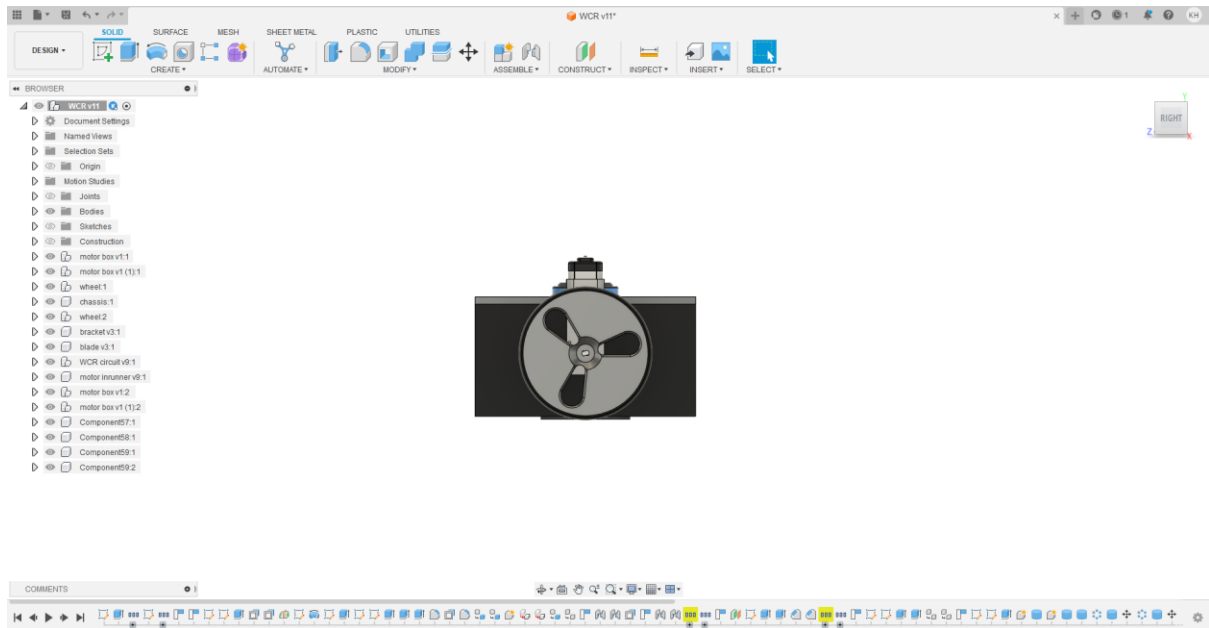 WCR v11*
1
KH
DESIGN
SOLID SURFACE MESH SHEET METAL PLASTIC UTILITIES
CREATE AUTOMATE MODIFY ASSEMBLE CONSTRUCT INSPECT INSERT SELECT
BROWSER
WCR v11
Document Settings
Named Views
Selection Sets
Origin
Motion Studies
Joints
Bodies
Sketches
Construction
motor box v1:1
motor box v1 (1):1
wheel:1
chassis:1
wheel:2
bracket v3:1
blade v3:1
WCR circuit v9:1
motor inrunner v9:1
motor box v1:2
motor box v1 (1):2
Component57:1
Component58:1
Component59:1
Component59:2
Y
RIGHT
Z
X
COMMENTS